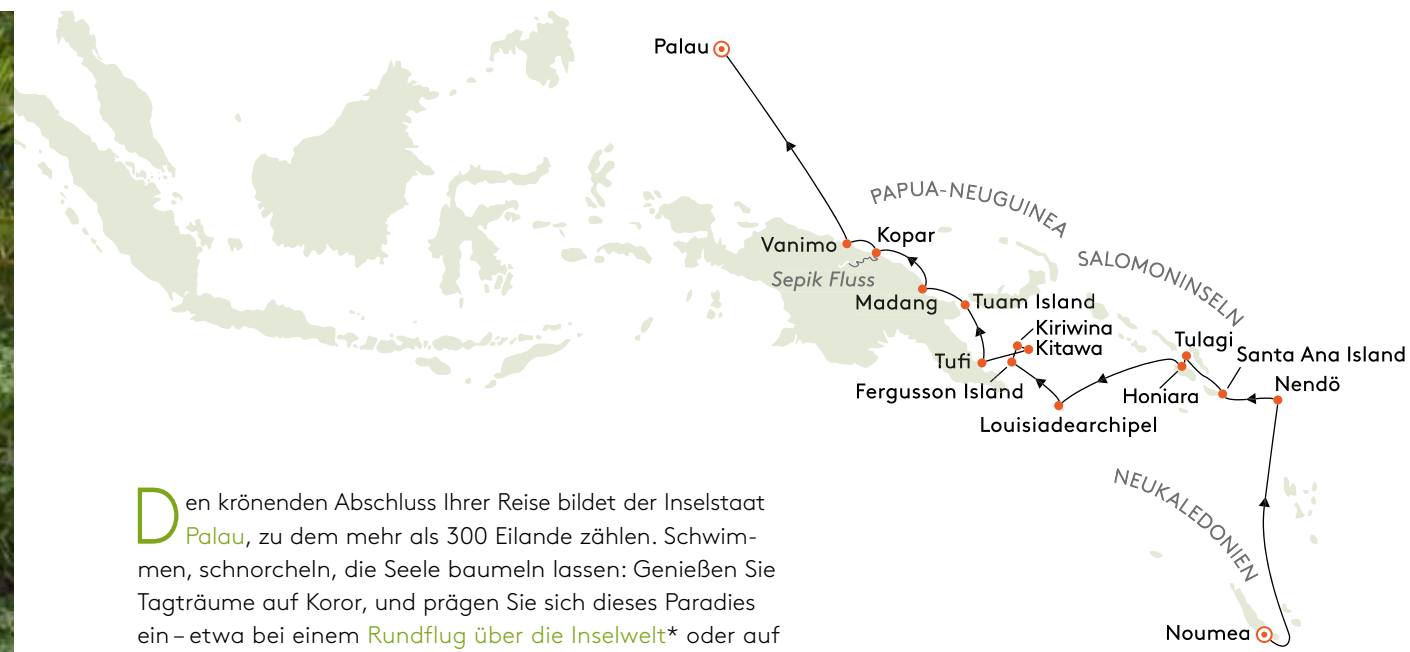 Palau
PAPUA-NEUGUINEA
Kopar
Vanimo
SALOMONINSELN
Sepik Fluss
Madang
Tuam Island
Kiriwina
Kitawa
Tulagi
Santa Ana Island
Tufi
Nendö
Fergusson Island
Honiara
Louisiadearchipel
NEUKALEDONIEN
Noumea
Den krönenden Abschluss Ihrer Reise bildet der Inselstaat
Palau, zu dem mehr als 300 Eilande zählen. Schwim-
men, schnorcheln, die Seele baumeln lassen: Genießen Sie
Tagträume auf Koror, und prägen Sie sich dieses Paradies
ein – etwa bei einem Rundflug über die Inselwelt* oder auf